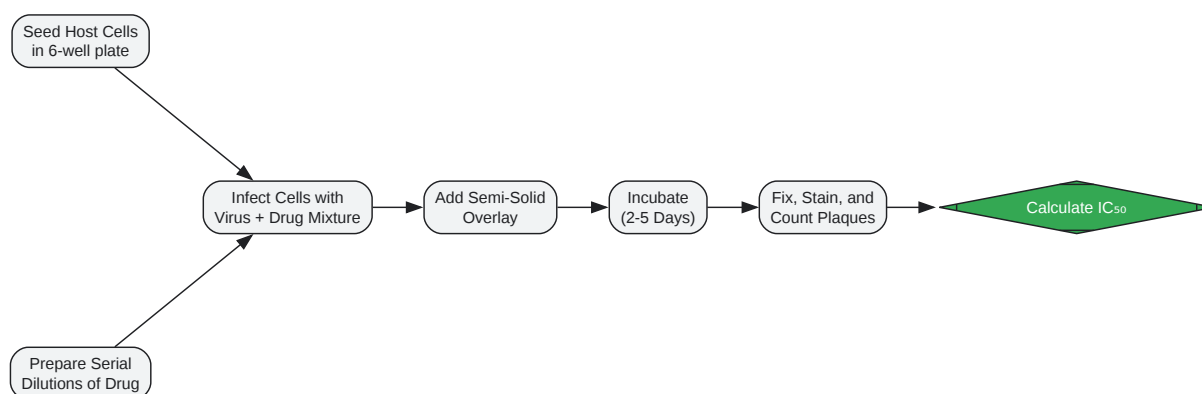 Seed Host Cells
in 6-well plate
Prepare Serial
Dilutions of Drug
Infect Cells with
Virus + Drug Mixture
Add Semi-Solid
Overlay
Incubate
(2-5 Days)
Fix, Stain, and
Count Plaques
Calculate IC₅₀